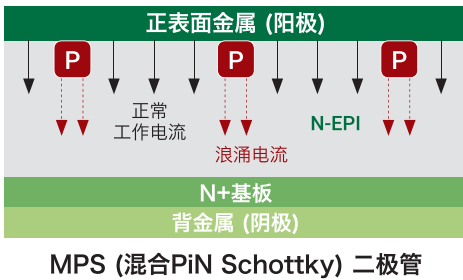 正表面金属 (阳极)
P P P
正常
工作电流
N-EPI
浪涌电流
N+基板
背金属 (阴极)
MPS (混合PiN Schottky) 二极管